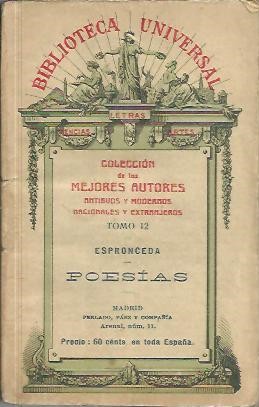 BIBLIOTECA UNIVERSAL
LETRAS
CIENCIAS
ARTES
COLECCIÓN
de los
MEJORES AUTORES
ANTIGUOS Y MODERNOS
NACIONALES Y EXTRANJEROS
TOMO 12
ESPRONCEDA
POESÍAS
MADRID
PERLADO, PÁEZ Y COMPAÑÍA
Arenal, núm. 11.
Precio: 60 cénts. en toda España.